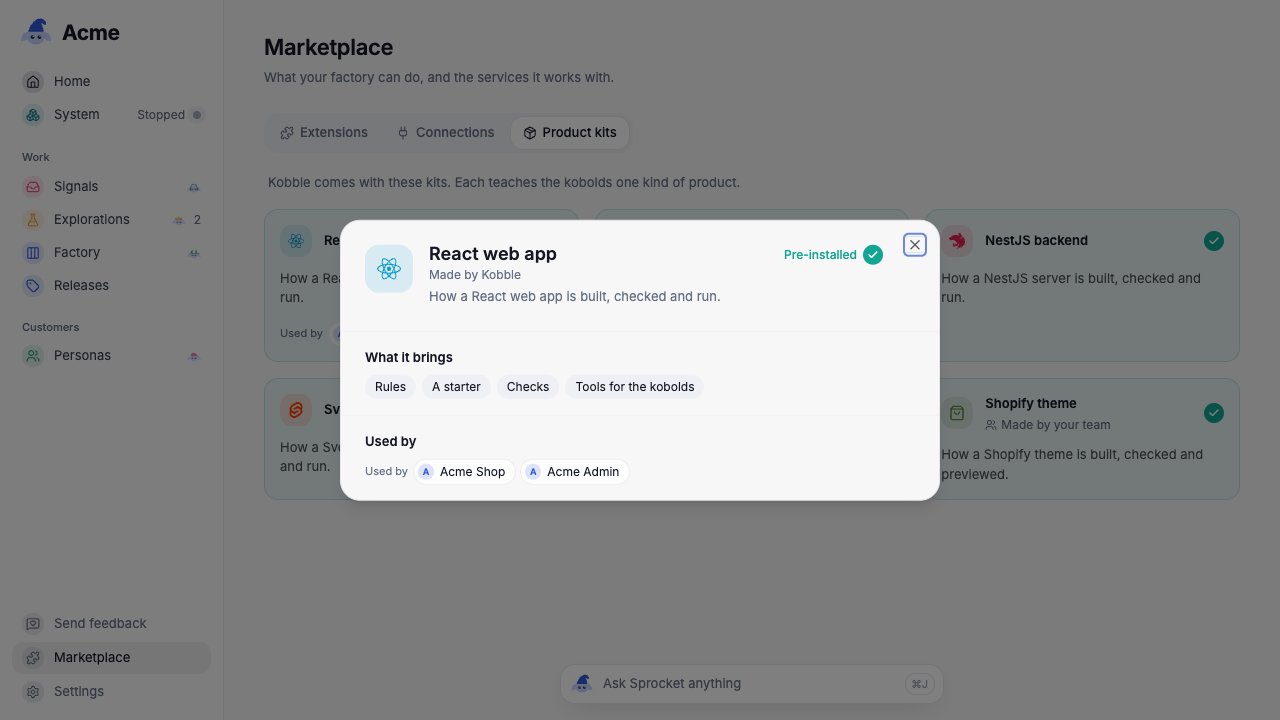 Acme
Home
System Stopped
Work
Signals
Explorations 2
Factory
Releases
Customers
Personas
Send feedback
Marketplace
Settings
Marketplace
What your factory can do, and the services it works with.
Extensions Connections Product kits
Kobble comes with these kits. Each teaches the kobolds one kind of product.
How a
run.
Used by
NestJS backend
How a NestJS server is built, checked and
run.
and run.
Shopify theme
Made by your team
How a Shopify theme is built, checked and
previewed.
React web app
Made by Kobble
How a React web app is built, checked and run.
Pre-installed
What it brings
Rules A starter Checks Tools for the kobolds
Used by
Used by A Acme Shop A Acme Admin
Ask Sprocket anything ⌘J